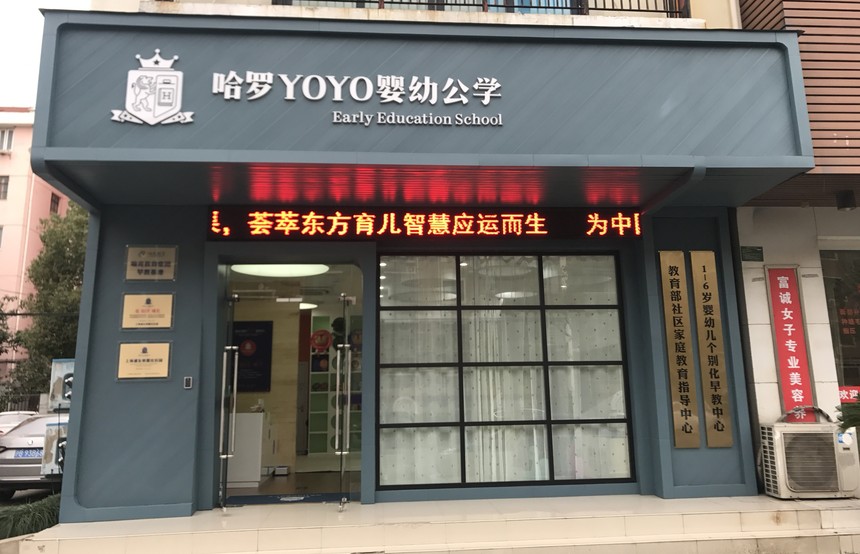 哈罗YOYO婴幼公学
Early Education School
H
，荟萃东方育儿智慧应运而生 为中
教育部社区家庭教育指导中心
1-6岁婴幼儿个别化早教中心
富诚女子专业美容养
欢迎